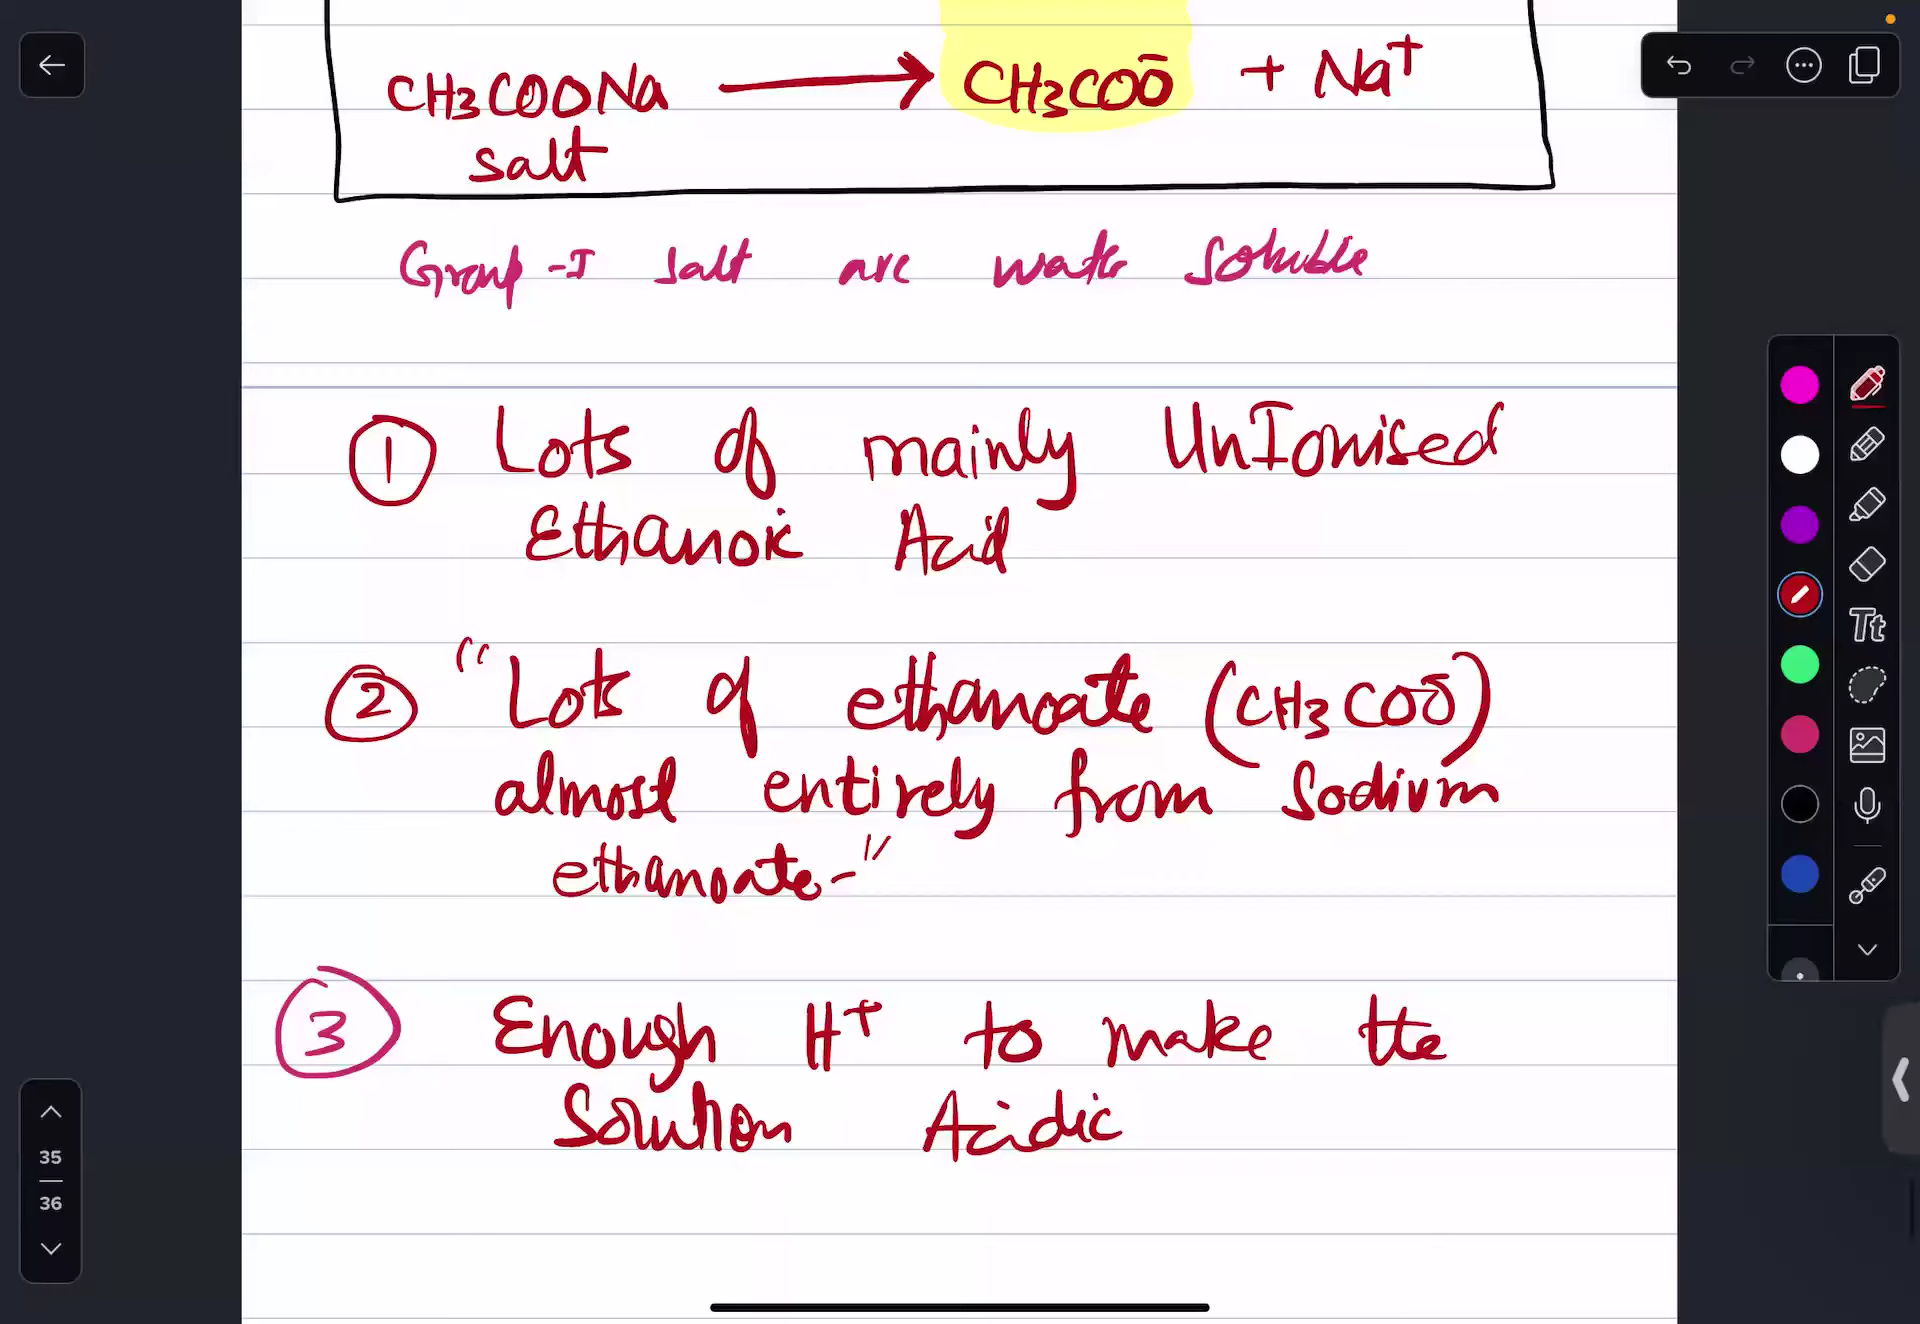 CH3COONa ⟶ CH3COO⁻ + Na⁺
salt
Group-I salt are water soluble
① Lots of mainly UnIonised
Ethanoic Acid
② "Lots of ethanoate (CH3COO⁻)
almost entirely from Sodium
ethanoate-"
③ Enough H⁺ to make the
Solution Acidic
Tt
35
36